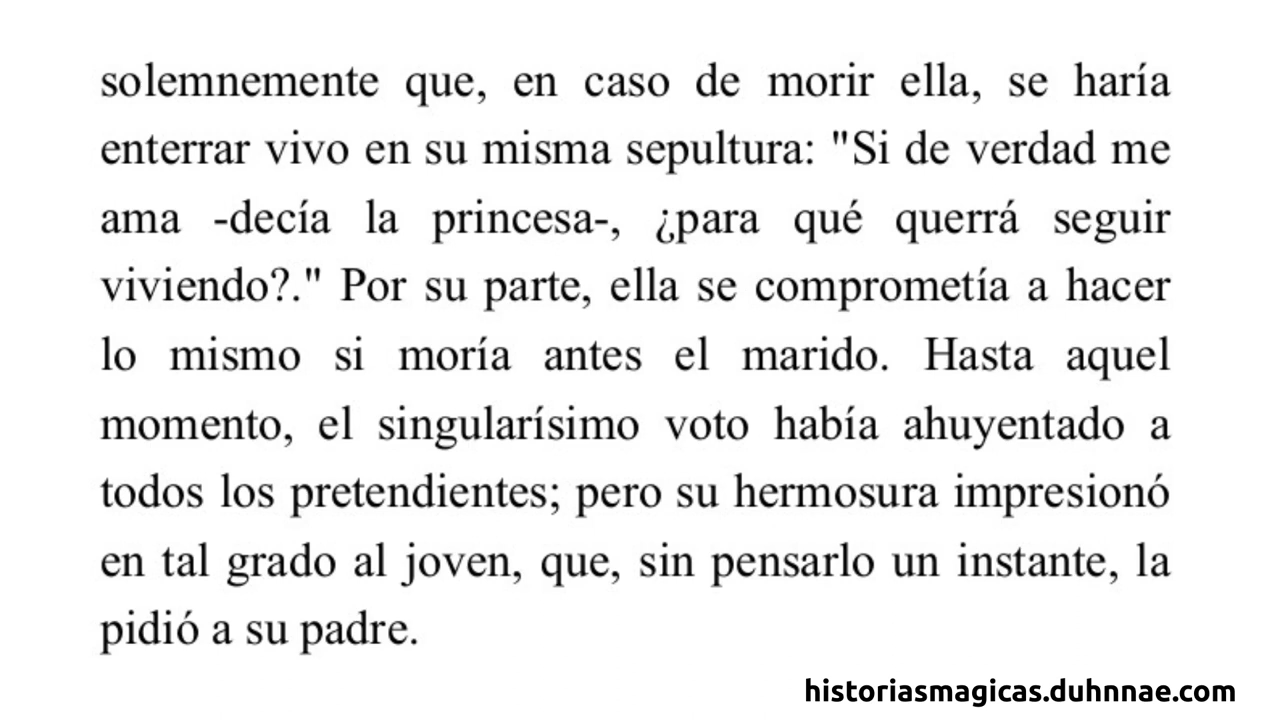 solemnemente que, en caso de morir ella, se haría
enterrar vivo en su misma sepultura: "Si de verdad me
ama -decía la princesa-, ¿para qué querrá seguir
viviendo?." Por su parte, ella se comprometía a hacer
lo mismo si moría antes el marido. Hasta aquel
momento, el singularísimo voto había ahuyentado a
todos los pretendientes; pero su hermosura impresionó
en tal grado al joven, que, sin pensarlo un instante, la
pidió a su padre.
historiasmagicas.duhnnae.com